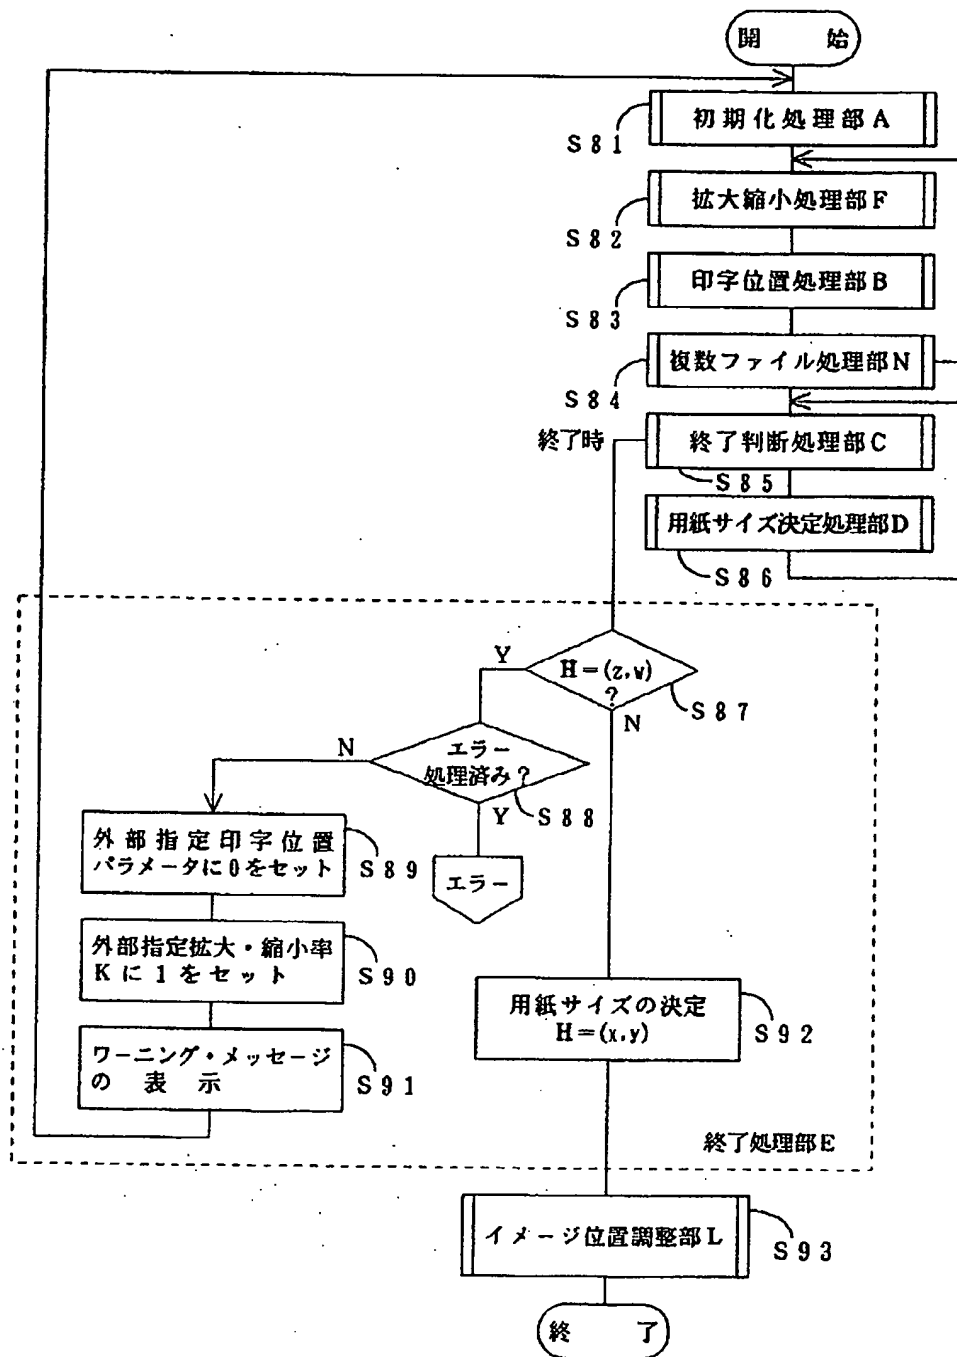 開 始
初期化処理部A
S81
拡大縮小処理部F
S82
印字位置処理部B
S83
複数ファイル処理部N
S84
終了時
終了判断処理部C
S85
用紙サイズ決定処理部D
S86
H=(z,w)
?
Y
N
S87
エラー
処理済み?
N
Y
S88
エラー
外部指定印字位置
パラメータに0をセット
S89
外部指定拡大・縮小率
Kに1をセット
S90
ワーニング・メッセージ
の表示
S91
用紙サイズの決定
H=(x,y)
S92
終了処理部E
イメージ位置調整部L
S93
終 了